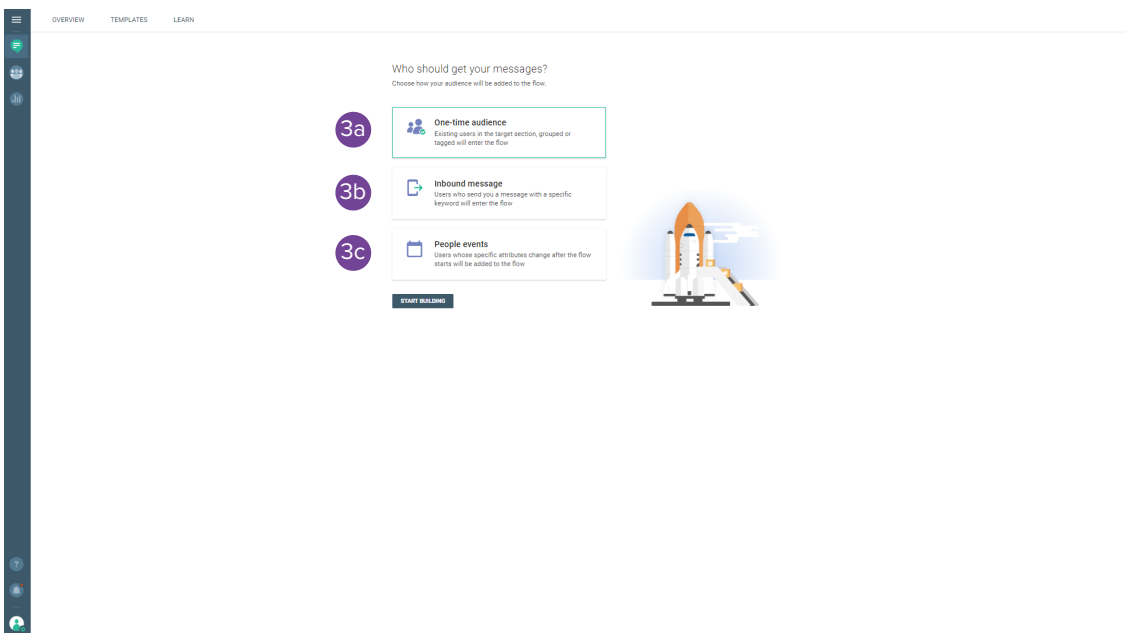 OVERVIEW TEMPLATES LEARN
Who should get your messages?
Choose how your audience will be added to the flow.
3a
One-time audience
Existing users in the target section, grouped or
tagged will enter the flow
3b
Inbound message
Users who send you a message with a specific
keyword will enter the flow
3c
People events
Users whose specific attributes change after the flow
starts will be added to the flow
START BUILDING
?